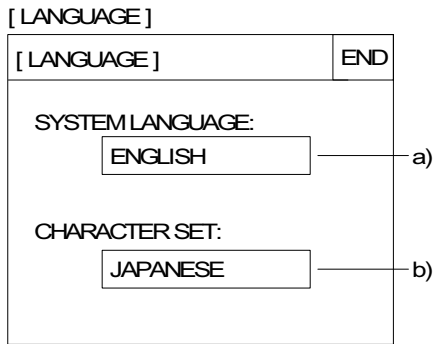 [ LANGUAGE ]
[ LANGUAGE ] END
SYSTEM LANGUAGE:
ENGLISH a)
CHARACTER SET:
JAPANESE b)